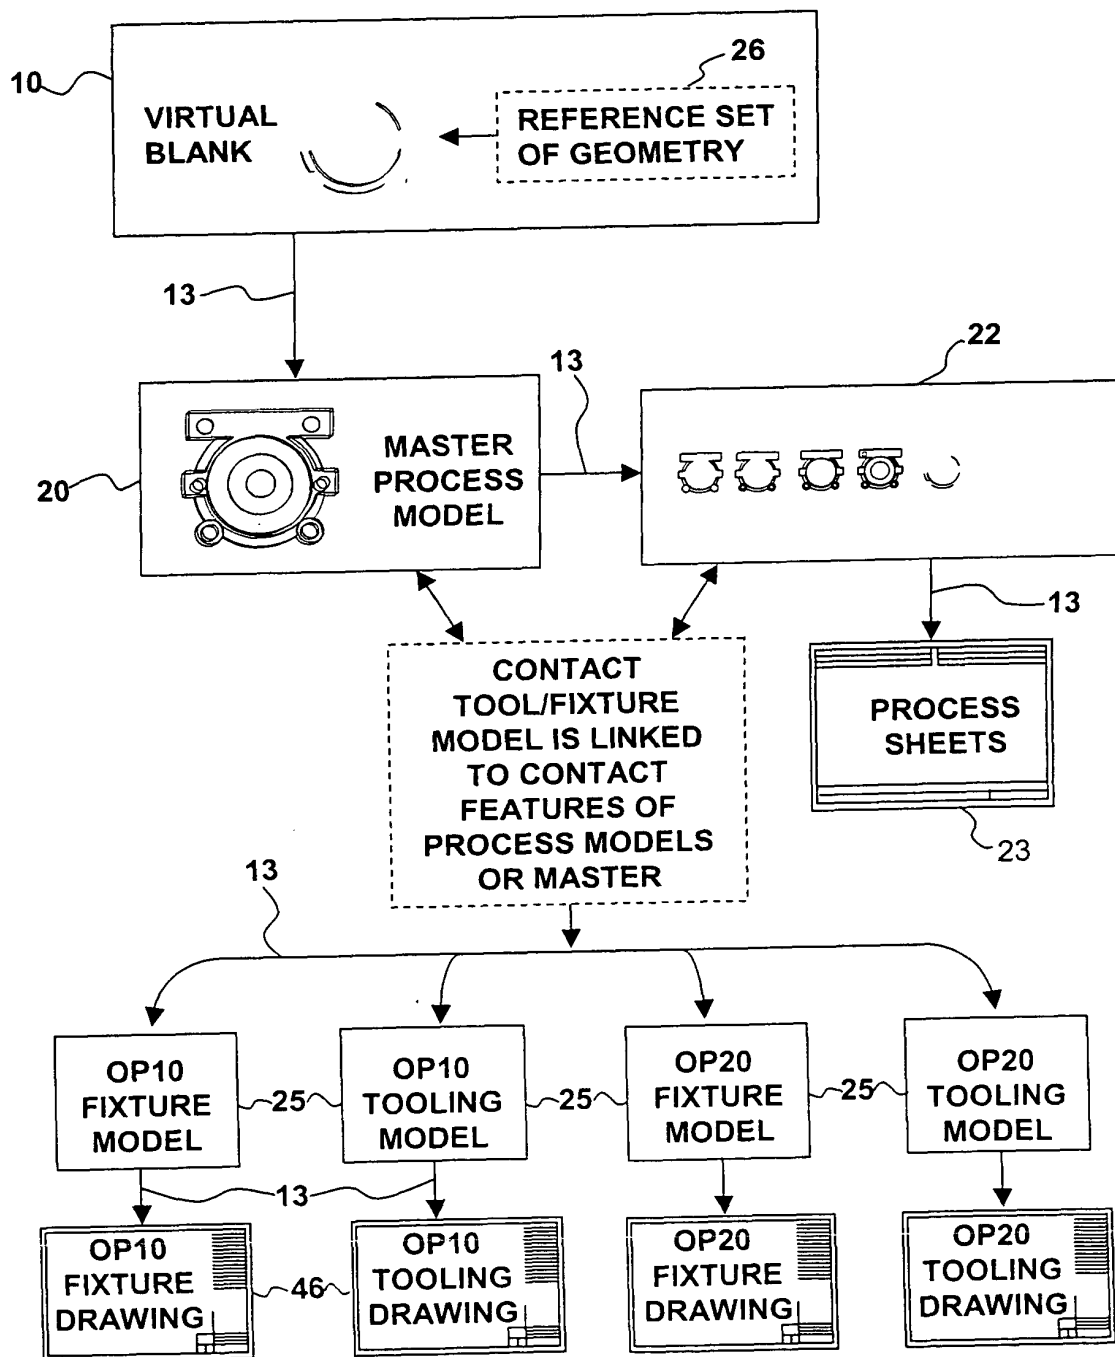 26
10
VIRTUAL
BLANK
REFERENCE SET
OF GEOMETRY
13
22
13
20
MASTER
PROCESS
MODEL
13
CONTACT
TOOL/FIXTURE
MODEL IS LINKED
TO CONTACT
FEATURES OF
PROCESS MODELS
OR MASTER
PROCESS
SHEETS
23
13
OP10
FIXTURE
MODEL
25
OP10
TOOLING
MODEL
25
OP20
FIXTURE
MODEL
25
OP20
TOOLING
MODEL
13
OP10
FIXTURE
DRAWING
46
OP10
TOOLING
DRAWING
OP20
FIXTURE
DRAWING
OP20
TOOLING
DRAWING